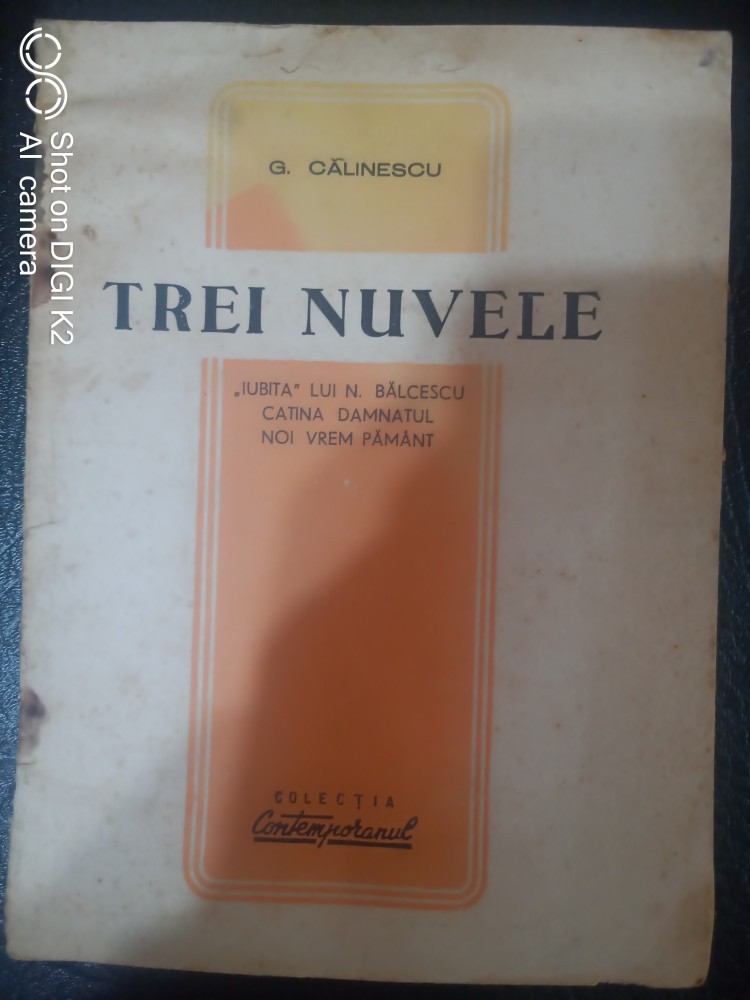 G. CĂLINESCU
TREI NUVELE
„IUBITA" LUI N. BĂLCESCU
CATINA DAMNATUL
NOI VREM PĂMÂNT
COLECȚIA
Contemporanul
Shot on DIGI K2
AI camera